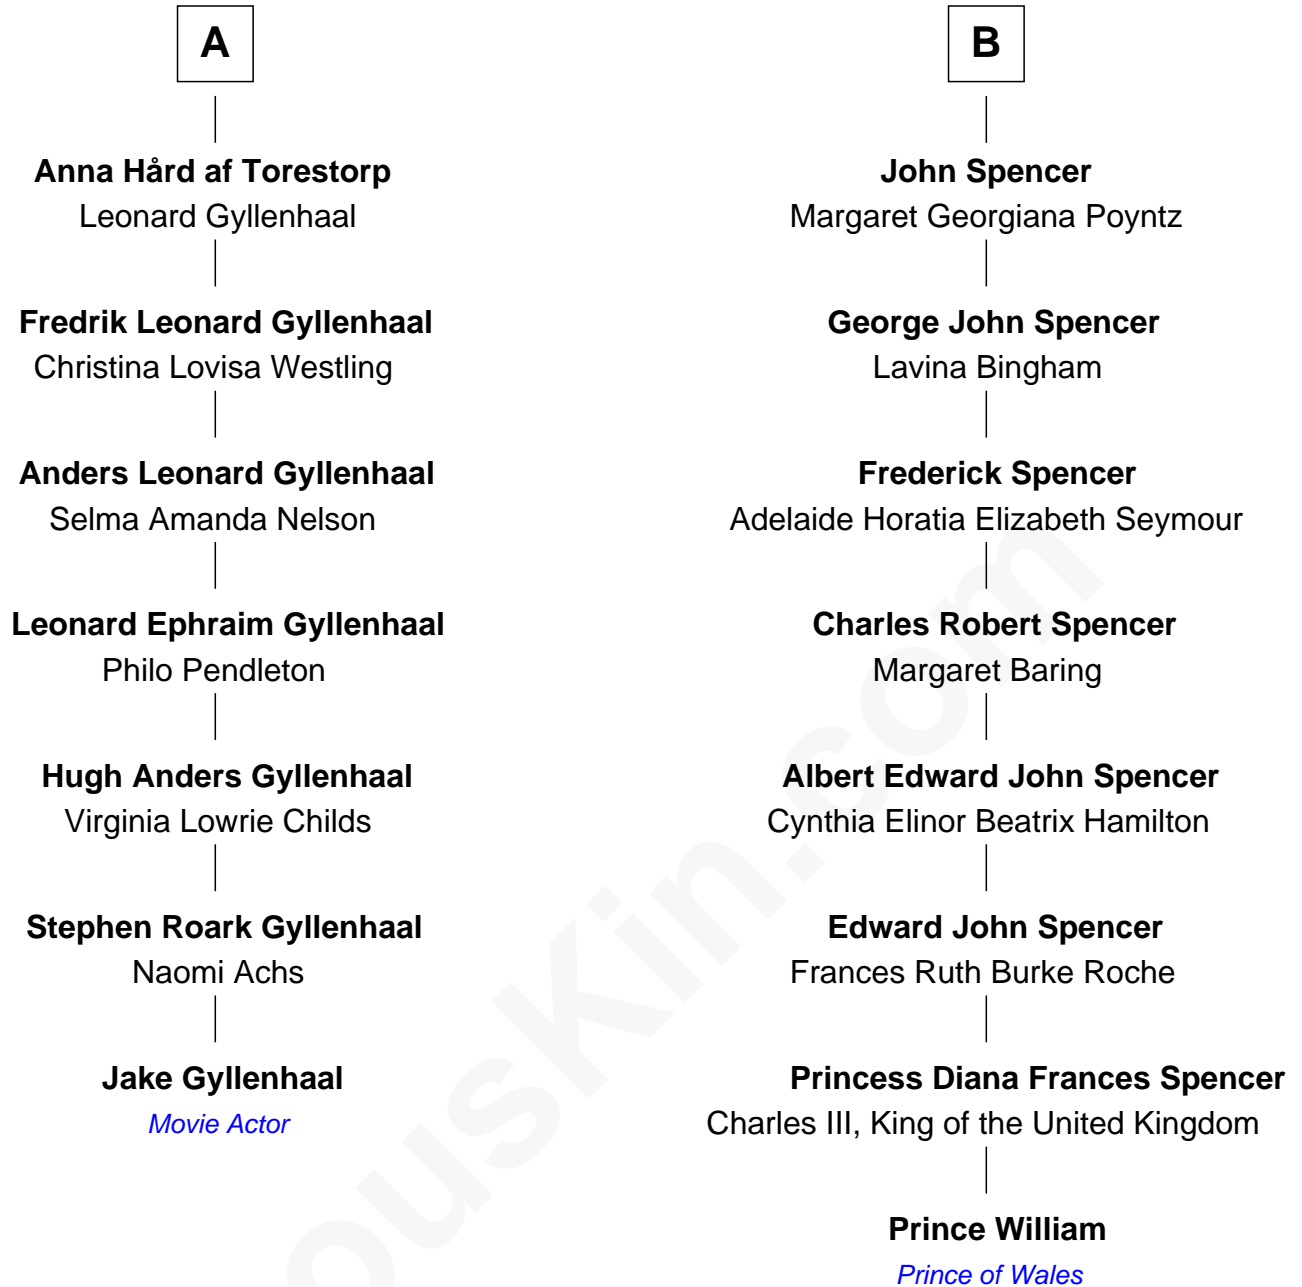 A
Anna Hård af Torestorp
Leonard Gyllenhaal
Fredrik Leonard Gyllenhaal
Christina Lovisa Westling
Anders Leonard Gyllenhaal
Selma Amanda Nelson
Leonard Ephraim Gyllenhaal
Philo Pendleton
Hugh Anders Gyllenhaal
Virginia Lowrie Childs
Stephen Roark Gyllenhaal
Naomi Achs
Jake Gyllenhaal
Movie Actor
B
John Spencer
Margaret Georgiana Poyntz
George John Spencer
Lavina Bingham
Frederick Spencer
Adelaide Horatia Elizabeth Seymour
Charles Robert Spencer
Margaret Baring
Albert Edward John Spencer
Cynthia Elinor Beatrix Hamilton
Edward John Spencer
Frances Ruth Burke Roche
Princess Diana Frances Spencer
Charles III, King of the United Kingdom
Prince William
Prince of Wales
ousKin.com